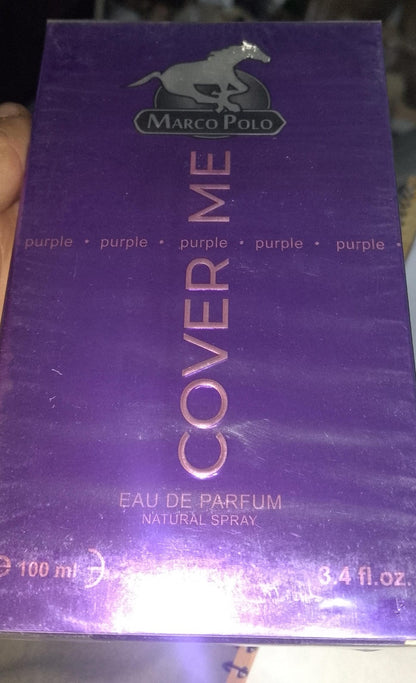 MARCO POLO
COVER ME
purple • purple • purple • purple • purple •
EAU DE PARFUM
NATURAL SPRAY
100 ml
3.4 fl.oz.